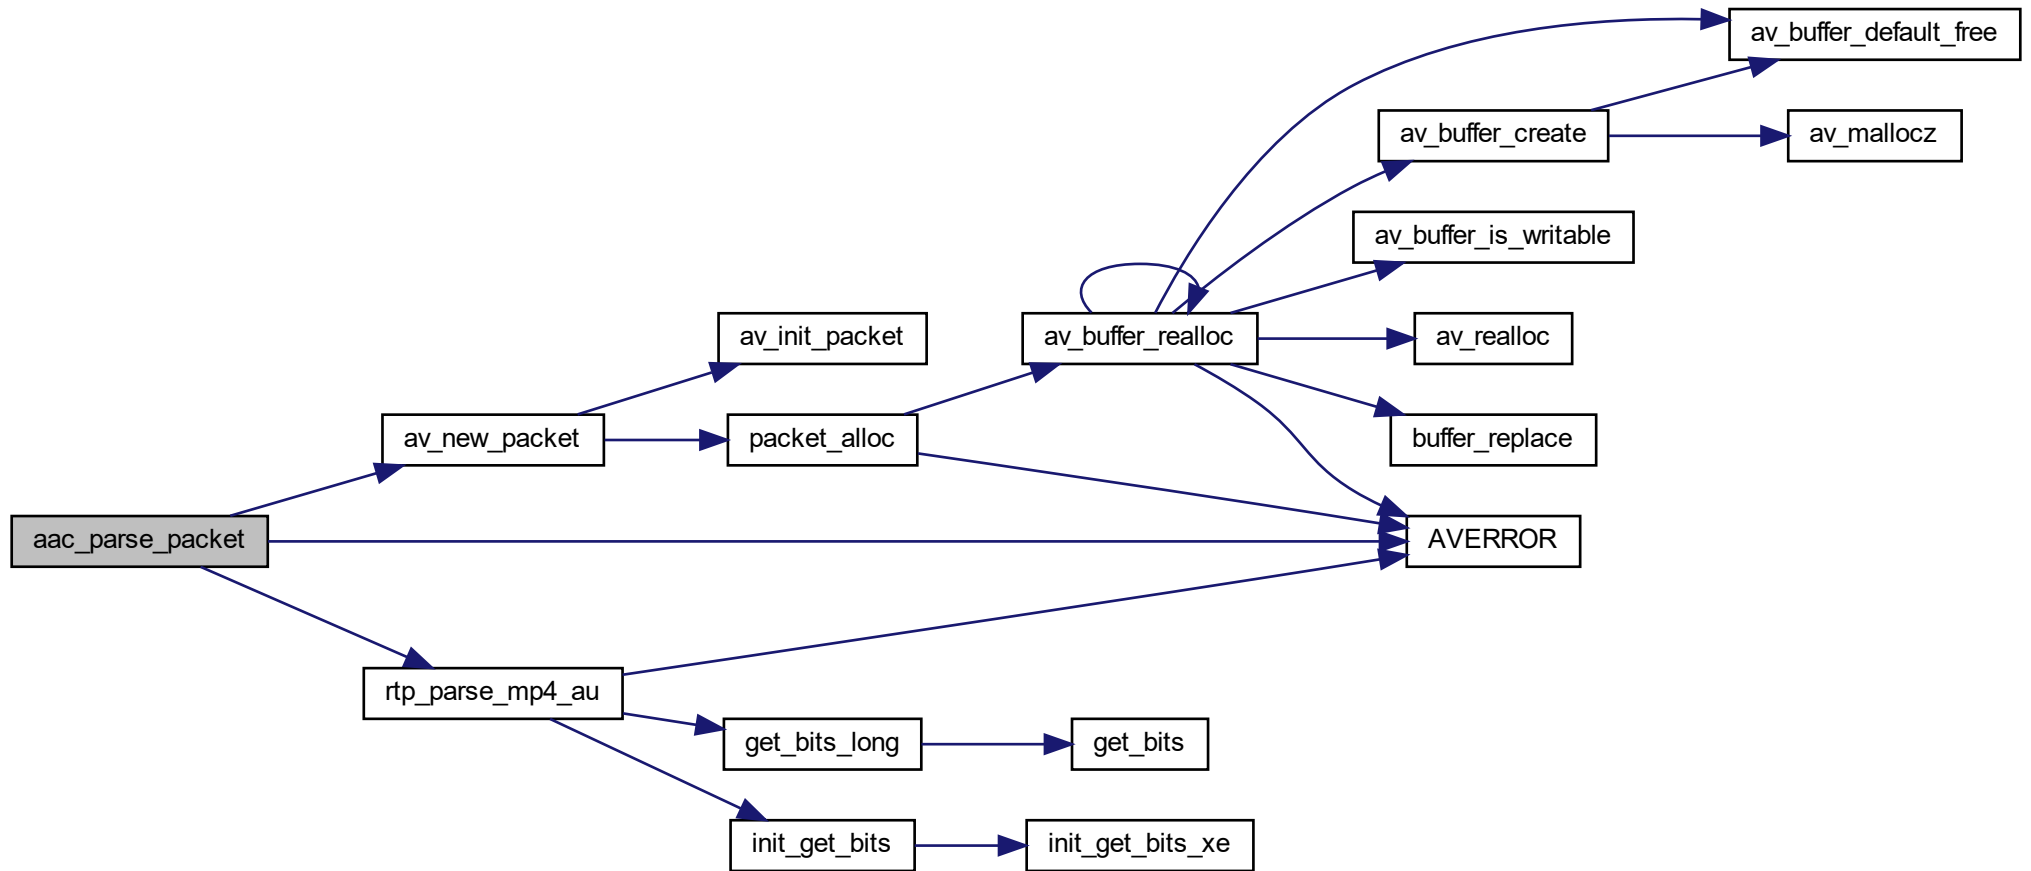 av_buffer_default_free
av_buffer_create
av_mallocz
av_buffer_is_writable
av_init_packet
av_buffer_realloc
av_realloc
av_new_packet
packet_alloc
buffer_replace
aac_parse_packet
AVERROR
rtp_parse_mp4_au
get_bits_long
get_bits
init_get_bits
init_get_bits_xe